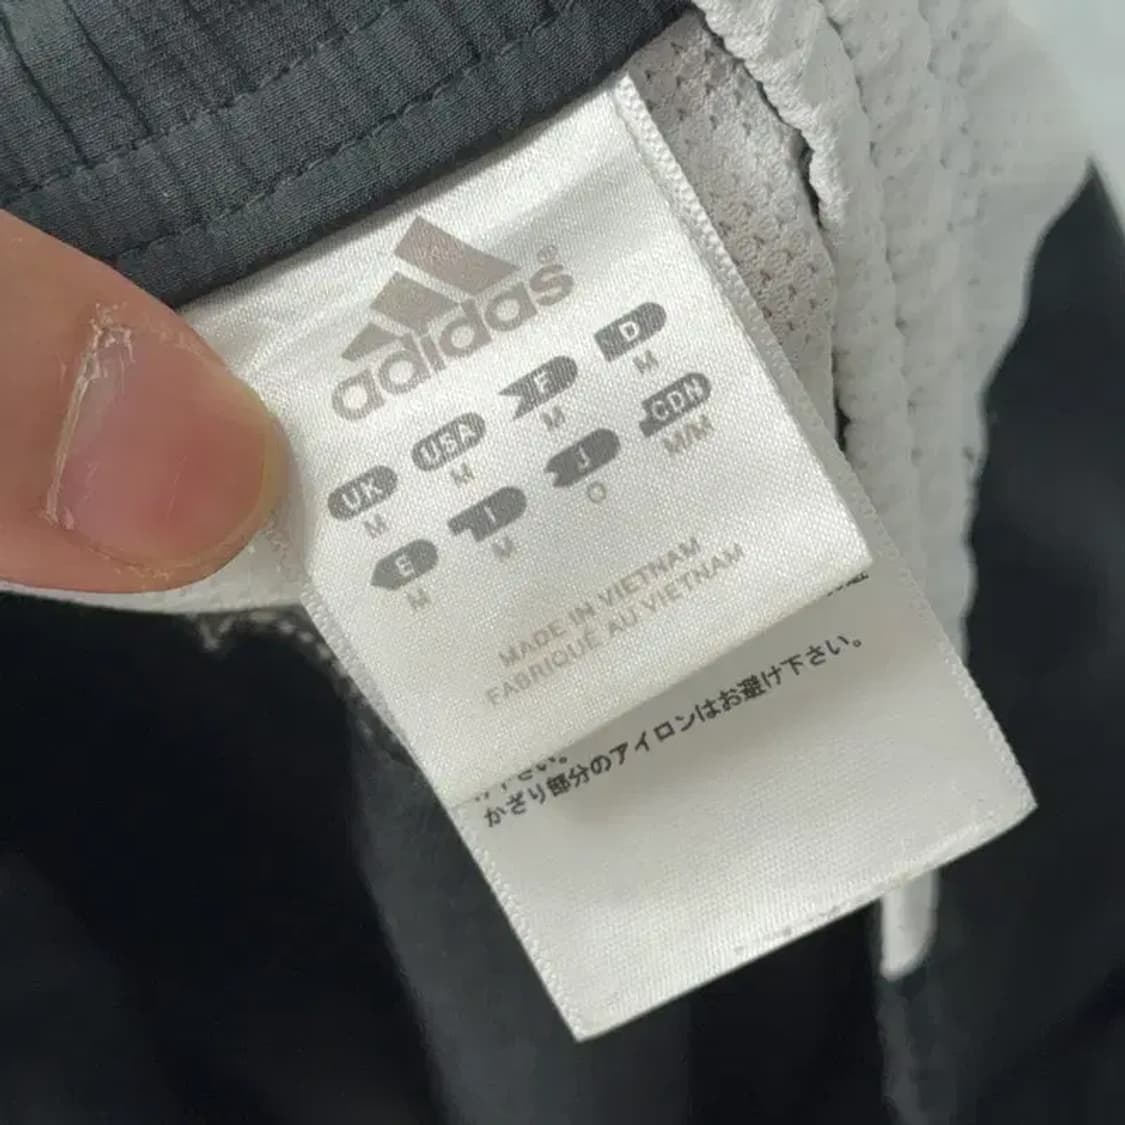 adidas®
UK USA F D
M M M M
E I J CDN
M M O M/M
MADE IN VIETNAM
FABRIQUÉ AU VIETNAM
下さい。
かざり部分のアイロンはお避け下さい。